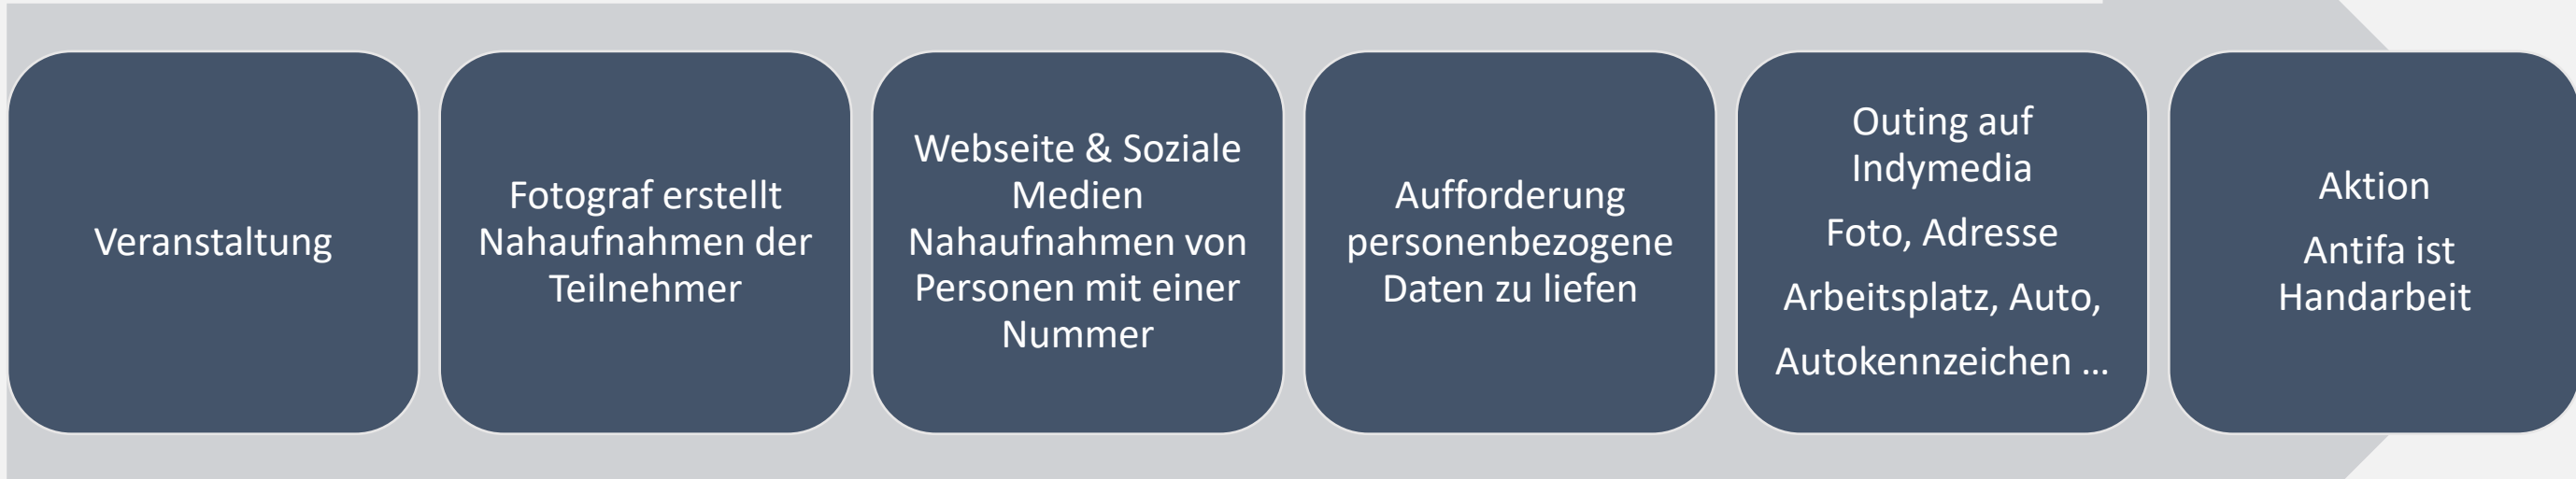 Veranstaltung
Fotograf erstellt
Nahaufnahmen der
Teilnehmer
Webseite & Soziale
Medien
Nahaufnahmen von
Personen mit einer
Nummer
Aufforderung
personenbezogene
Daten zu liefen
Outing auf
Indymedia
Foto, Adresse
Arbeitsplatz, Auto,
Autokennzeichen ...
Aktion
Antifa ist
Handarbeit